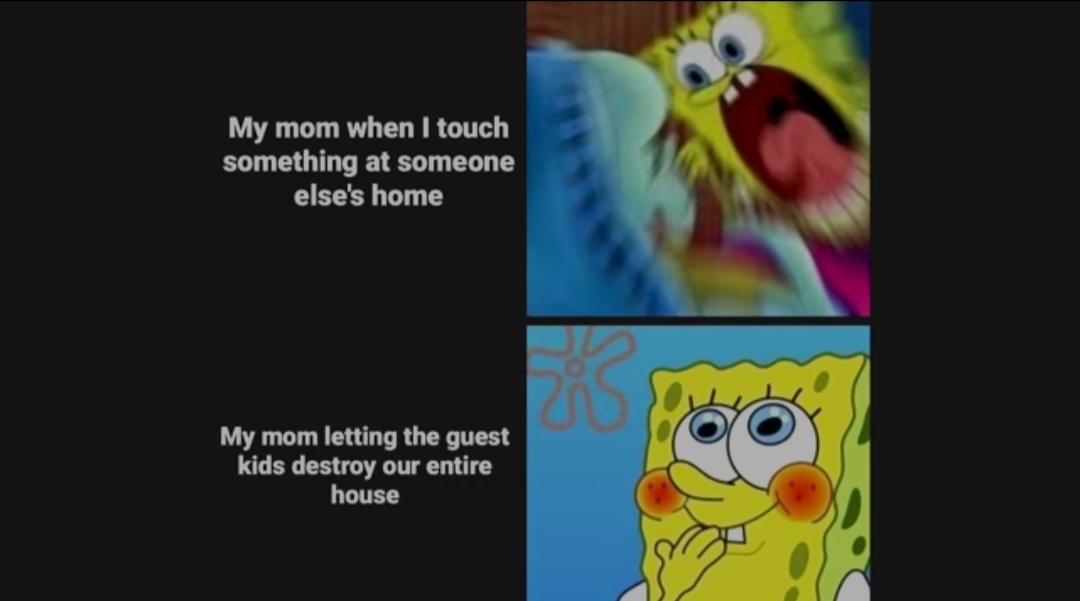 My mom when I touch
something at someone
else's home
My mom letting the guest
kids destroy our entire
house